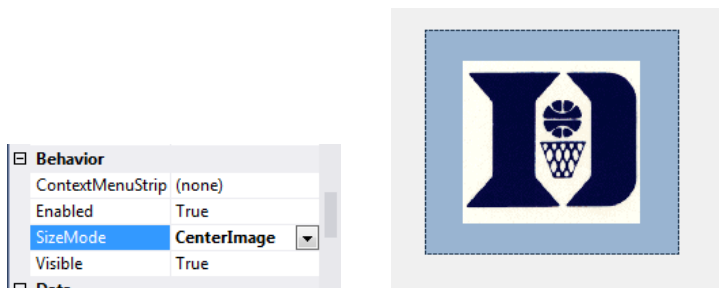 Behavior
ContextMenuStrip (none)
Enabled True
SizeMode CenterImage
Visible True
D